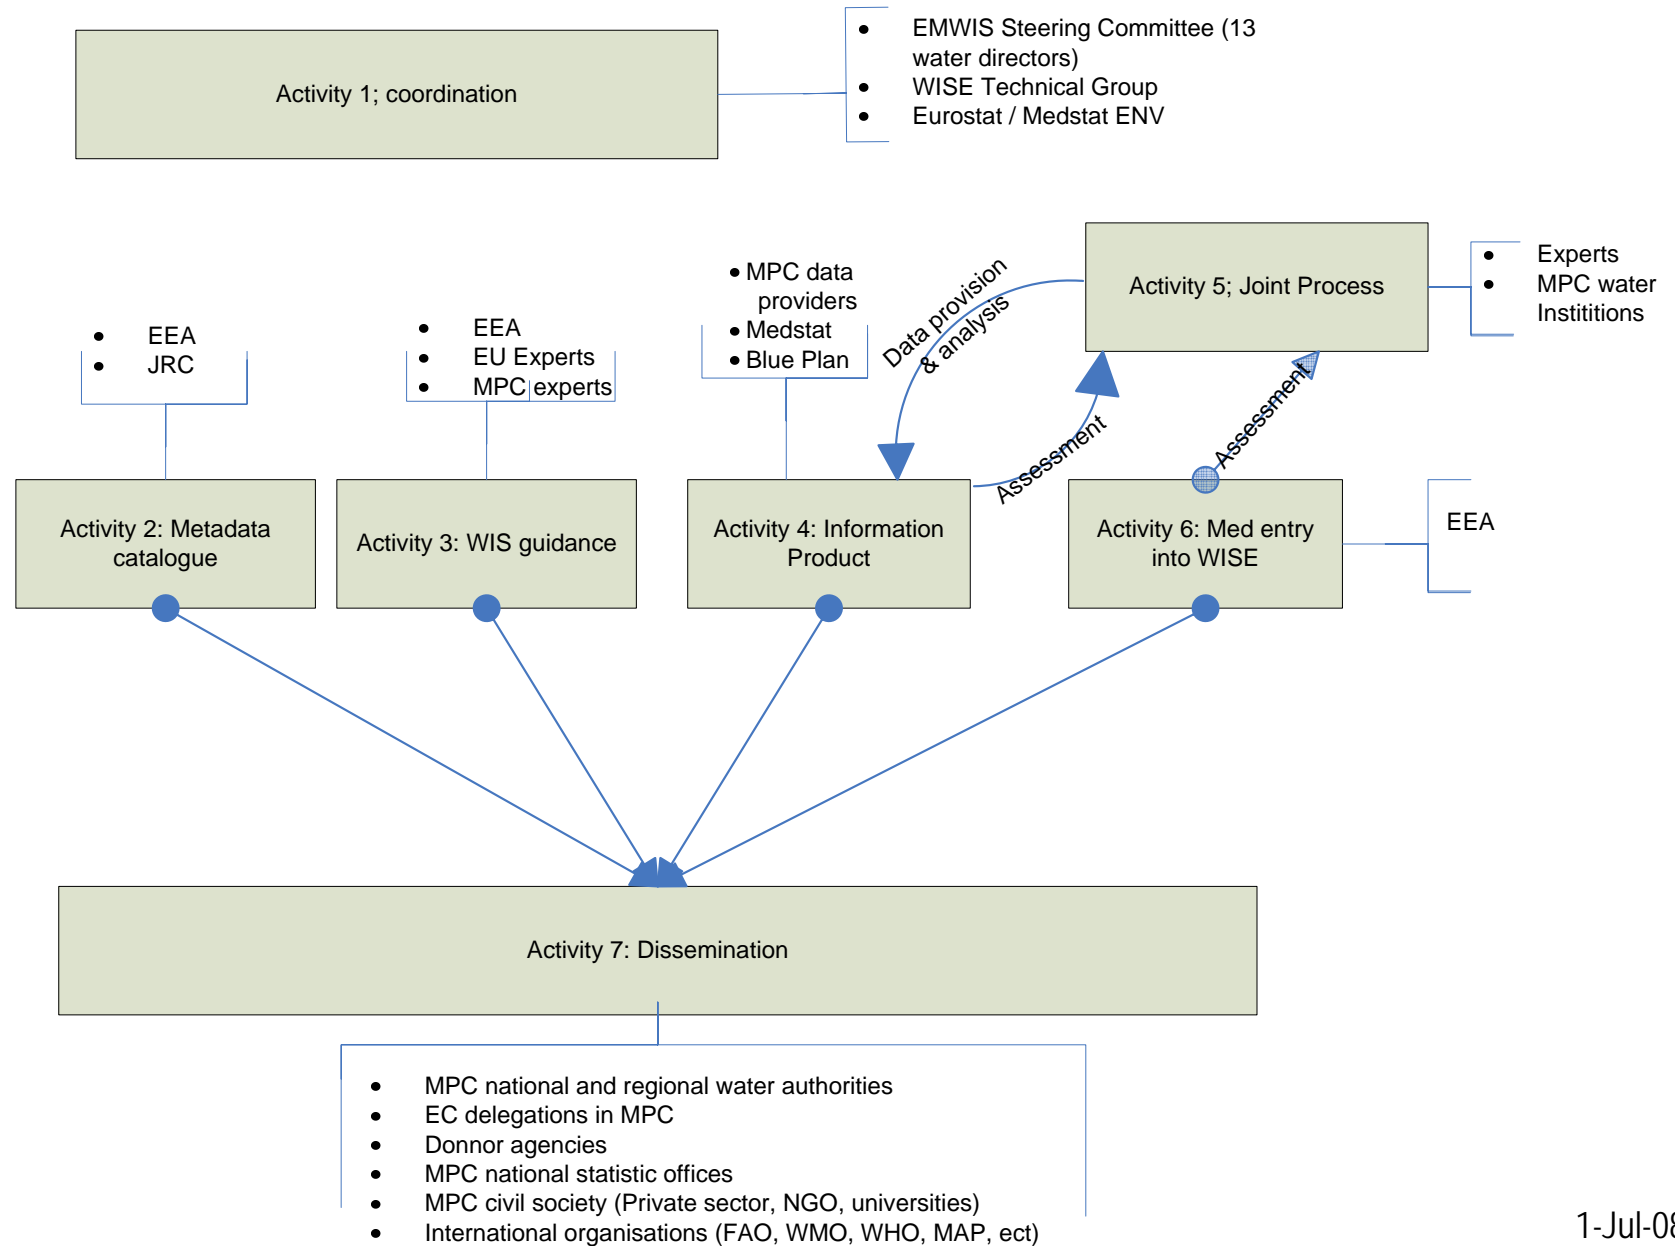 Activity 1; coordination
• EMWIS Steering Committee (13
water directors)
• WISE Technical Group
• Eurostat / Medstat ENV
Activity 5; Joint Process
• Experts
• MPC water
Instititions
Data provision
& analysis
Assessment
Assessment
• EEA
• JRC
• EEA
• EU Experts
• MPC experts
• MPC data
providers
• Medstat
• Blue Plan
Activity 2: Metadata
catalogue
Activity 3: WIS guidance
Activity 4: Information
Product
Activity 6: Med entry
into WISE
EEA
Activity 7: Dissemination
• MPC national and regional water authorities
• EC delegations in MPC
• Donnor agencies
• MPC national statistic offices
• MPC civil society (Private sector, NGO, universities)
• International organisations (FAO, WMO, WHO, MAP, ect)
1-Jul-08